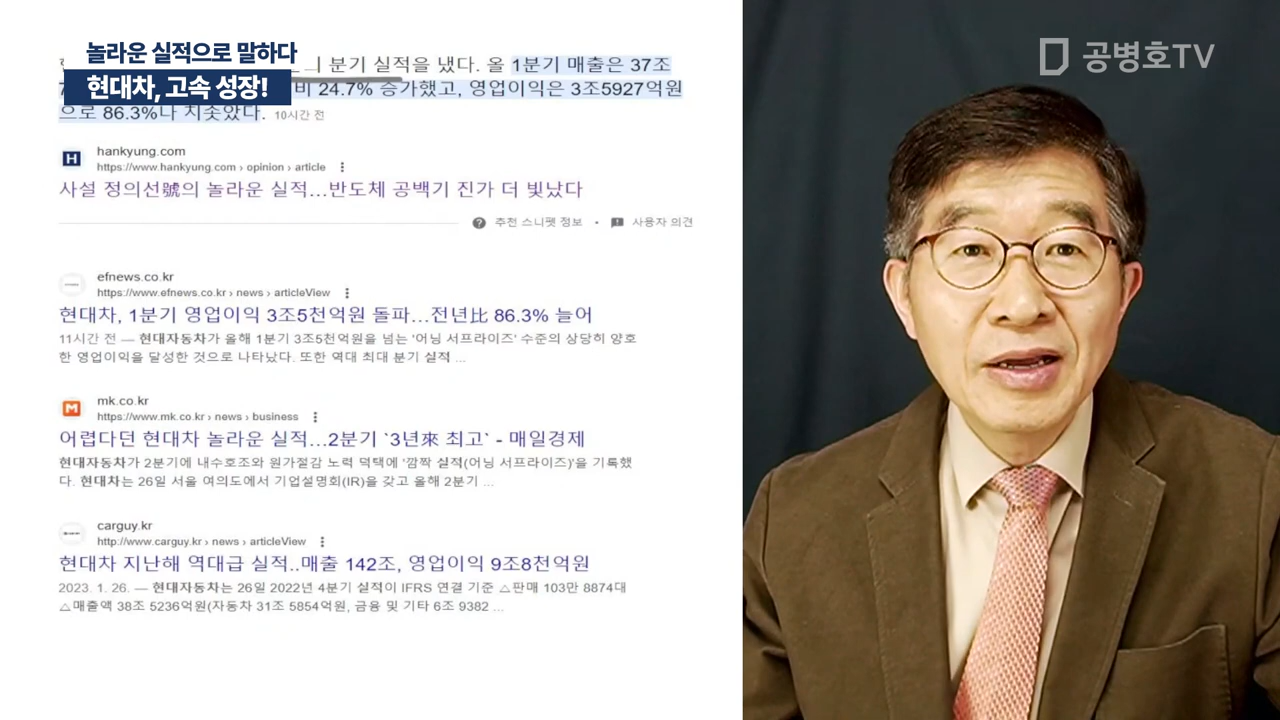 놀라운 실적으로 말하다
현대차, 고속 성장!
공병호TV
분기 실적을 냈다. 올 1분기 매출은 37조
비 24.7% 증가했고, 영업이익은 3조5927억원
으로 86.3%나 치솟았다. 10시간 전
hankyung.com
https://www.hankyung.com › opinion › article
사설 정의선號의 놀라운 실적...반도체 공백기 진가 더 빛났다
추천 스니펫 정보 • 사용자 의견
efnews.co.kr
https://www.efnews.co.kr › news › articleView
현대차, 1분기 영업이익 3조5천억원 돌파...전년比 86.3% 늘어
11시간 전 — 현대자동차가 올해 1분기 3조5천억원을 넘는 '어닝 서프라이즈' 수준의 상당히 양호
한 영업이익을 달성한 것으로 나타났다. 또한 역대 최대 분기 실적 ...
M
mk.co.kr
https://www.mk.co.kr › news › business
어렵다던 현대차 놀라운 실적...2분기 `3년來 최고` - 매일경제
현대자동차가 2분기에 내수호조와 원가절감 노력 덕택에 '깜짝 실적(어닝 서프라이즈)'을 기록했
다. 현대차는 26일 서울 여의도에서 기업설명회(IR)을 갖고 올해 2분기 ...
carguy.kr
http://www.carguy.kr › news › articleView
현대차 지난해 역대급 실적..매출 142조, 영업이익 9조8천억원
2023. 1. 26. — 현대자동차는 26일 2022년 4분기 실적이 IFRS 연결 기준 △판매 103만 8874대
△매출액 38조 5236억원(자동차 31조 5854억원, 금융 및 기타 6조 9382 ...